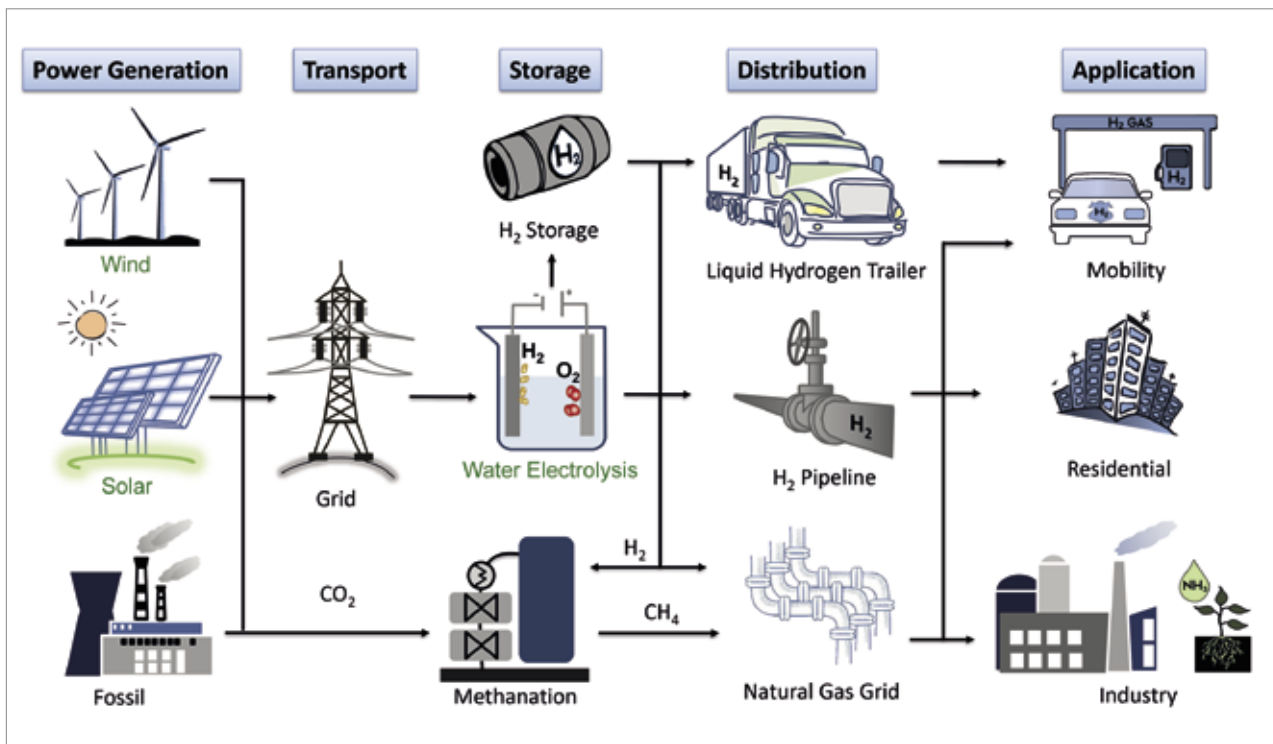 Power Generation
Transport
Storage
Distribution
Application
Wind
H₂
H₂ Storage
H₂
Liquid Hydrogen Trailer
H₂ GAS
H₂
H₂
Mobility
Solar
Grid
- +
H₂
O₂
Water Electrolysis
H₂
H₂ Pipeline
Residential
Fossil
CO₂
H₂
CH₄
Methanation
Natural Gas Grid
NH₃
Industry